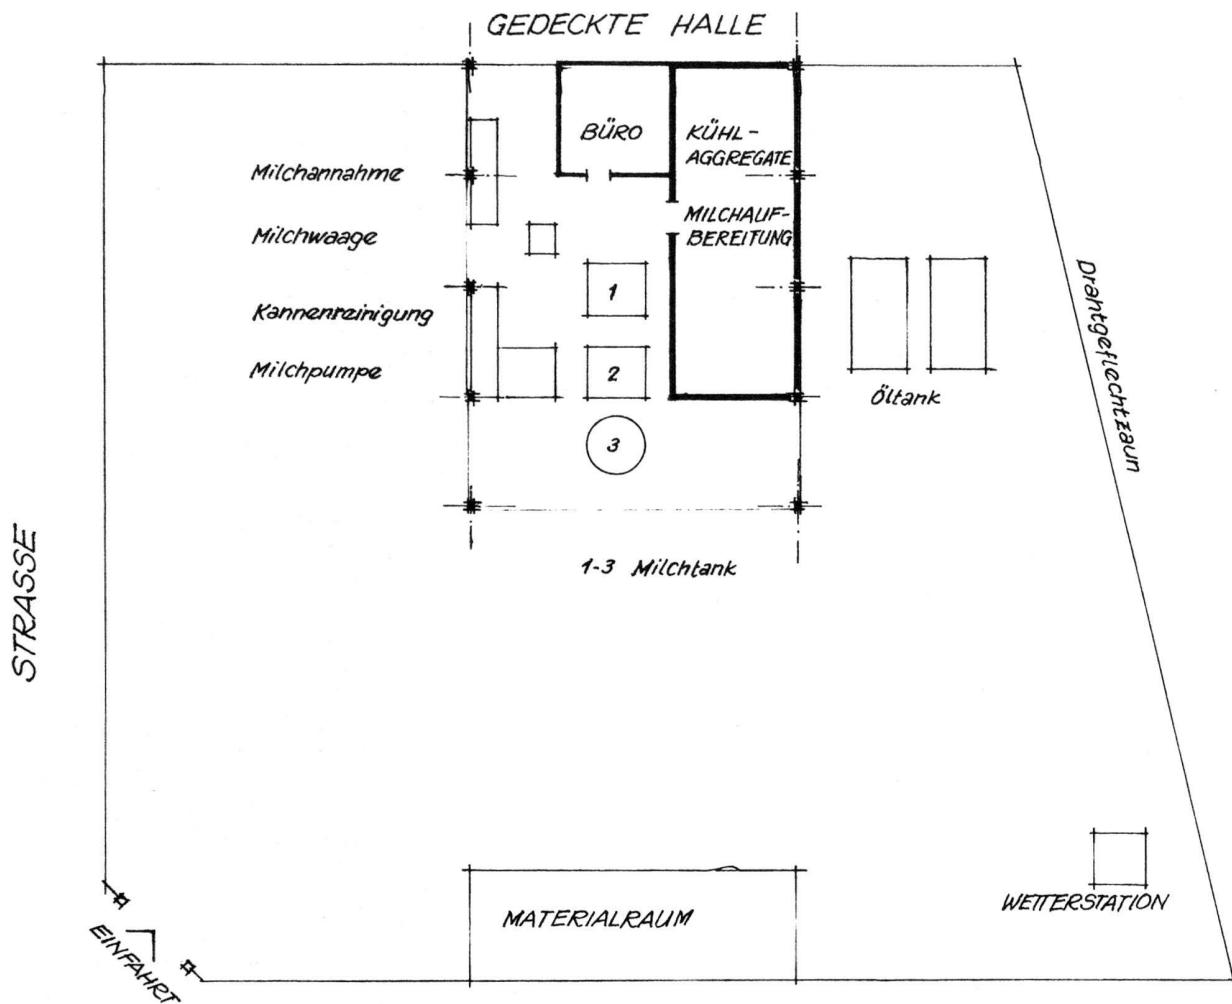 GEDECKTE HALLE
BÜRO
KÜHL-
AGGREGATE
Milchannahme
MILCHAUF-
BEREITUNG
Milchwaage
1
Kannenreinigung
Milchpumpe
2
Öltank
Drahtgeflechtzaun
3
1-3 Milchtank
STRASSE
MATERIALRAUM
WETTERSTATION
EINFAHRT